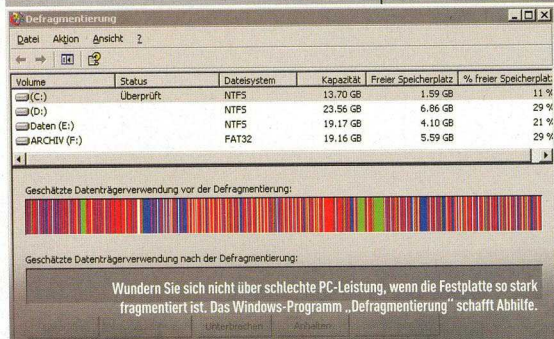 Defragmentierung
Datei Aktion Ansicht ?
Volume Status Dateisystem Kapazität Freier Speicherplatz % freier Speicherplat
(C:) Überprüft NTFS 13.70 GB 1.59 GB 11 %
(D:) NTFS 23.56 GB 6.86 GB 29 %
Daten (E:) NTFS 19.17 GB 4.10 GB 21 %
ARCHIV (F:) FAT32 19.16 GB 5.59 GB 29 %
Geschätzte Datenträgerverwendung vor der Defragmentierung:
Geschätzte Datenträgerverwendung nach der Defragmentierung:
Wundern Sie sich nicht über schlechte PC-Leistung, wenn die Festplatte so stark
fragmentiert ist. Das Windows-Programm „Defragmentierung“ schafft Abhilfe.
Unterbrechen Anhalten